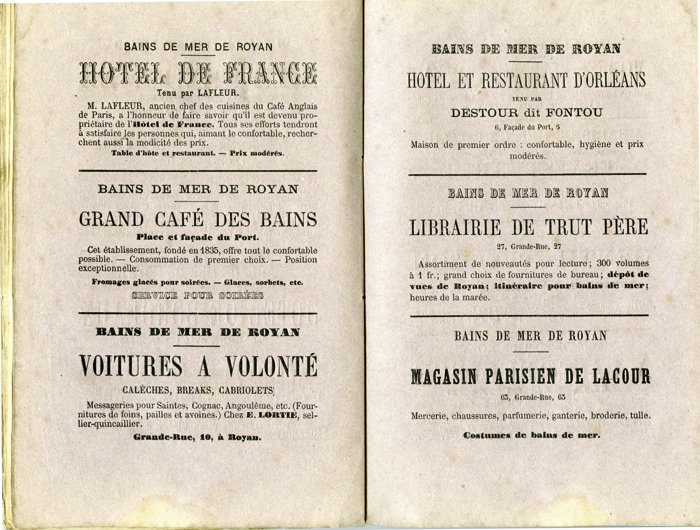 BAINS DE MER DE ROYAN
HOTEL DE FRANCE
Tenu par LAFLEUR.
M. LAFLEUR, ancien chef des cuisines du Café Anglais
de Paris, a l'honneur de faire savoir qu'il est devenu pro-
priétaire de l'Hôtel de France. Tous ses efforts tendront
à satisfaire les personnes qui, aimant le confortable, recher-
chent aussi la modicité des prix.
Table d'hôte et restaurant. — Prix modérés.
BAINS DE MER DE ROYAN
GRAND CAFÉ DES BAINS
Place et façade du Port.
Cet établissement, fondé en 1835, offre tout le confortable
possible. — Consommation de premier choix. — Position
exceptionnelle.
Fromages glacés pour soirées. — Glaces, sorbets, etc.
SERVICE POUR SOIRÉES
BAINS DE MER DE ROYAN
VOITURES A VOLONTÉ
CALÈCHES, BREAKS, CABRIOLETS
Messageries pour Saintes, Cognac, Angoulême, etc. (Four-
nitures de foins, pailles et avoines.) Chez E. LORTIE, sel-
lier-quincaillier.
Grande-Rue, 10, à Royan.
BAINS DE MER DE ROYAN
HOTEL ET RESTAURANT D'ORLÉANS
TENU PAR
DESTOUR dit FONTOU
6, Façade du Port, 6
Maison de premier ordre : confortable, hygiène et prix
modérés.
BAINS DE MER DE ROYAN
LIBRAIRIE DE TRUT PÈRE
27, Grande-Rue, 27
Assortiment de nouveautés pour lecture ; 300 volumes
à 1 fr.; grand choix de fournitures de bureau ; dépôt de
vues de Royan ; itinéraire pour bains de mer ;
heures de la marée.
BAINS DE MER DE ROYAN
MAGASIN PARISIEN DE LACOUR
63, Grande-Rue, 63
Mercerie, chaussures, parfumerie, ganterie, broderie, tulle.
Costumes de bains de mer.